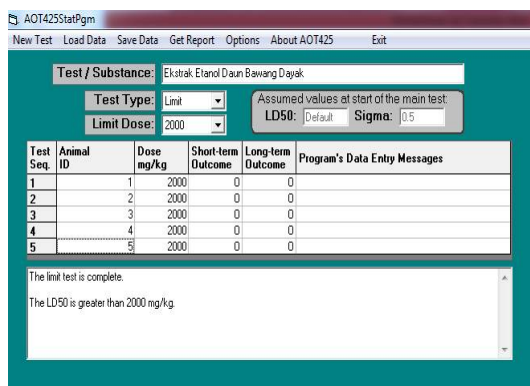 AOT425StatPgm
New Test Load Data Save Data Get Report Options About AOT425 Exit
Test / Substance: Ekstrak Etanol Daun Bawang Dayak
Test Type: Limit
Limit Dose: 2000
Assumed values at start of the main test:
LD50: Default Sigma: 0.5
Test Seq. Animal ID Dose mg/kg Short-term Outcome Long-term Outcome Program's Data Entry Messages
1 1 2000 0 0
2 2 2000 0 0
3 3 2000 0 0
4 4 2000 0 0
5 5 2000 0 0
The limit test is complete.
The LD50 is greater than 2000 mg/kg.